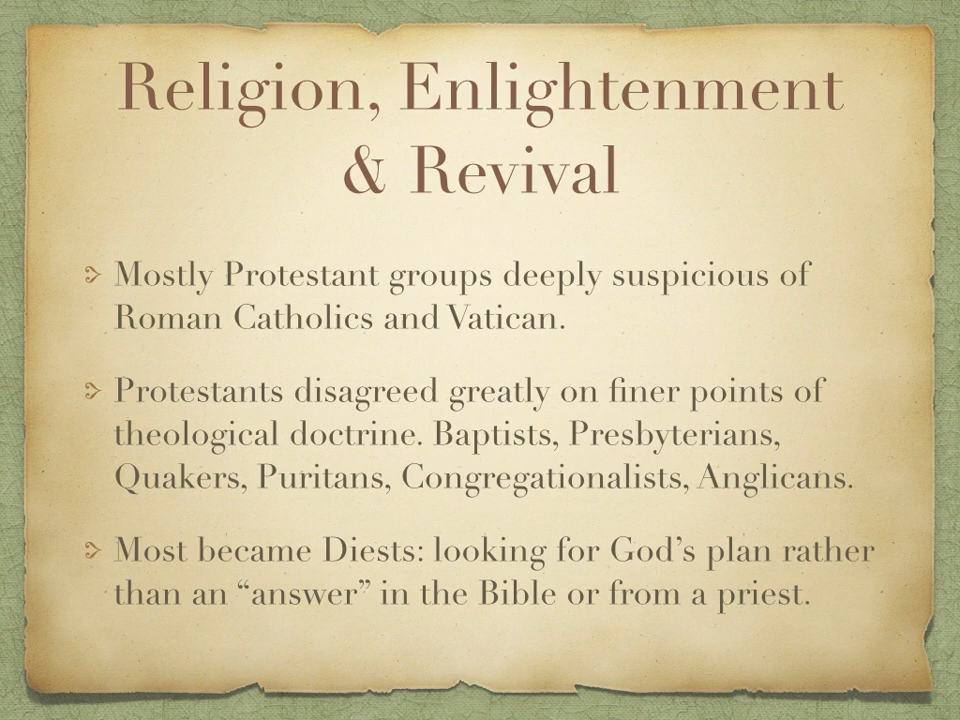 Religion, Enlightenment
& Revival
Mostly Protestant groups deeply suspicious of
Roman Catholics and Vatican.
Protestants disagreed greatly on finer points of
theological doctrine. Baptists, Presbyterians,
Quakers, Puritans, Congregationalists, Anglicans.
Most became Diests: looking for God’s plan rather
than an “answer” in the Bible or from a priest.